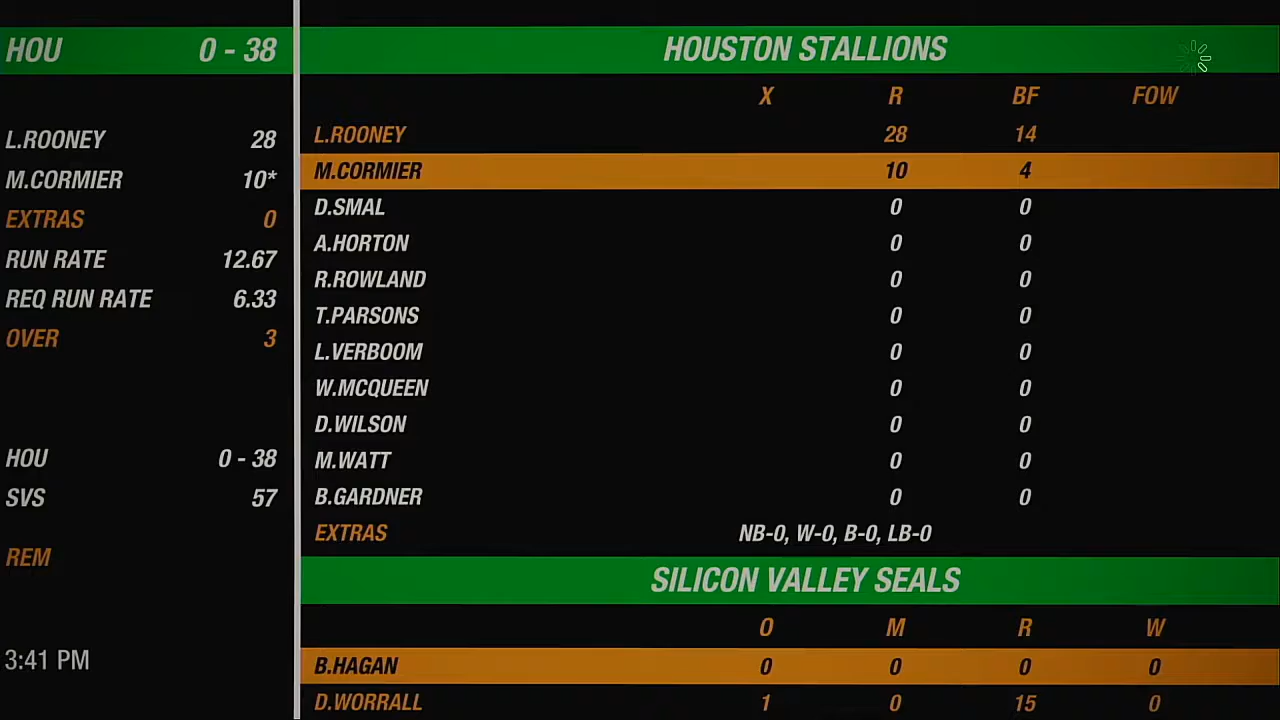 HOU 0 - 38
L.ROONEY 28
M.CORMIER 10*
EXTRAS 0
RUN RATE 12.67
REQ RUN RATE 6.33
OVER 3
HOU 0 - 38
SVS 57
REM
3:41 PM
HOUSTON STALLIONS
X R BF FOW
L.ROONEY 28 14
M.CORMIER 10 4
D.SMAL 0 0
A.HORTON 0 0
R.ROWLAND 0 0
T.PARSONS 0 0
L.VERBOOM 0 0
W.MCQUEEN 0 0
D.WILSON 0 0
M.WATT 0 0
B.GARDNER 0 0
EXTRAS NB-0, W-0, B-0, LB-0
SILICON VALLEY SEALS
O M R W
B.HAGAN 0 0 0 0
D.WORRALL 1 0 15 0